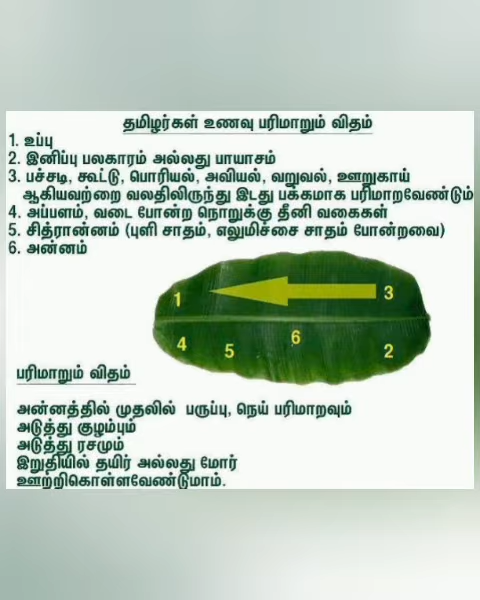 தமிழர்கள் உணவு பரிமாறும் விதம்
1. உப்பு
2. இனிப்பு பலகாரம் அல்லது பாயாசம்
3. பச்சடி, கூட்டு, பொரியல், அவியல், வறுவல், ஊறுகாய்
ஆகியவற்றை வலதிலிருந்து இடது பக்கமாக பரிமாறவேண்டும்
4. அப்பளம், வடை போன்ற நொறுக்கு தீனி வகைகள்
5. சித்ரான்னம் (புளி சாதம், எலுமிச்சை சாதம் போன்றவை)
6. அன்னம்
1
3
4
5
6
2
பரிமாறும் விதம்
அன்னத்தில் முதலில் பருப்பு, நெய் பரிமாறவும்
அடுத்து குழம்பும்
அடுத்து ரசமும்
இறுதியில் தயிர் அல்லது மோர்
ஊற்றிகொள்ளவேண்டுமாம்.